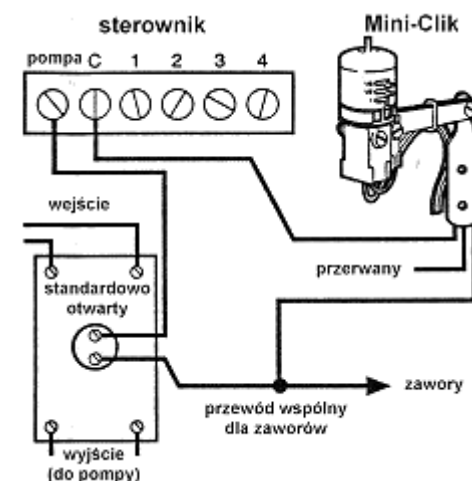 sterownik
Mini-Clik
pompa C 1 2 3 4
wejście
standardowo
otwarty
przerwany
zawory
przewód wspólny
dla zaworów
wyjście
(do pompy)